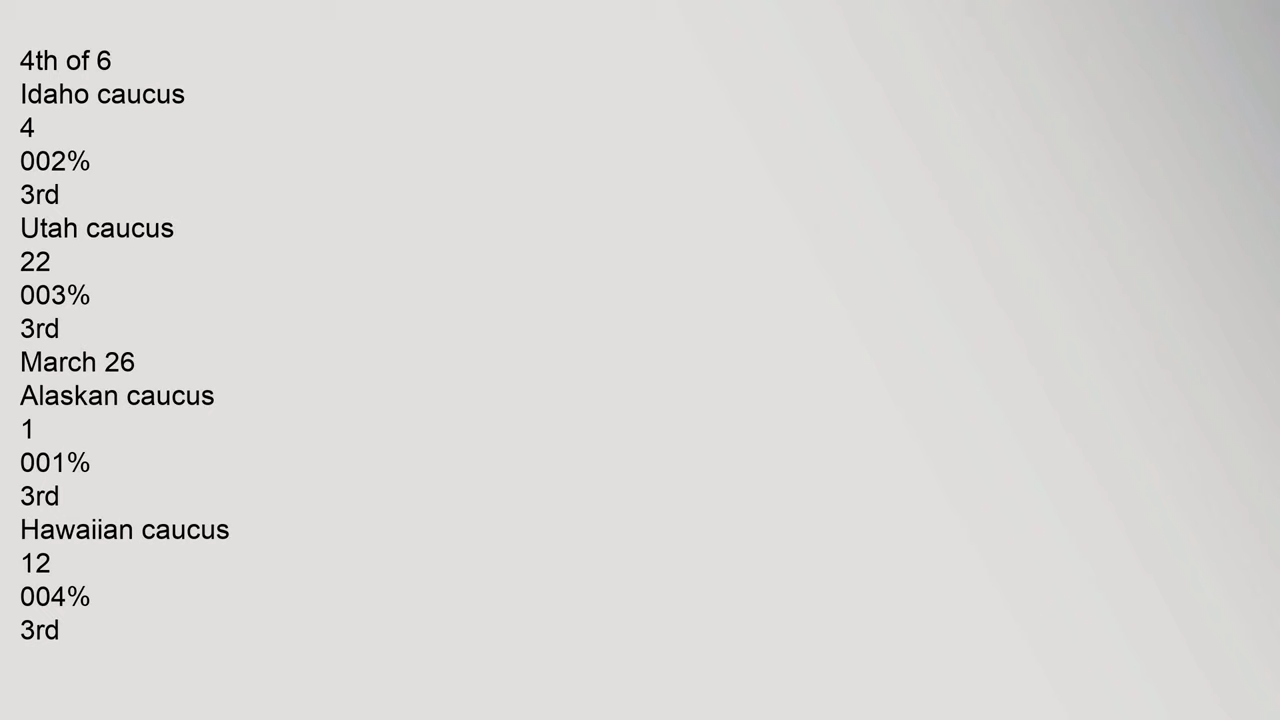 4th of 6
Idaho caucus
4
002%
3rd
Utah caucus
22
003%
3rd
March 26
Alaskan caucus
1
001%
3rd
Hawaiian caucus
12
004%
3rd